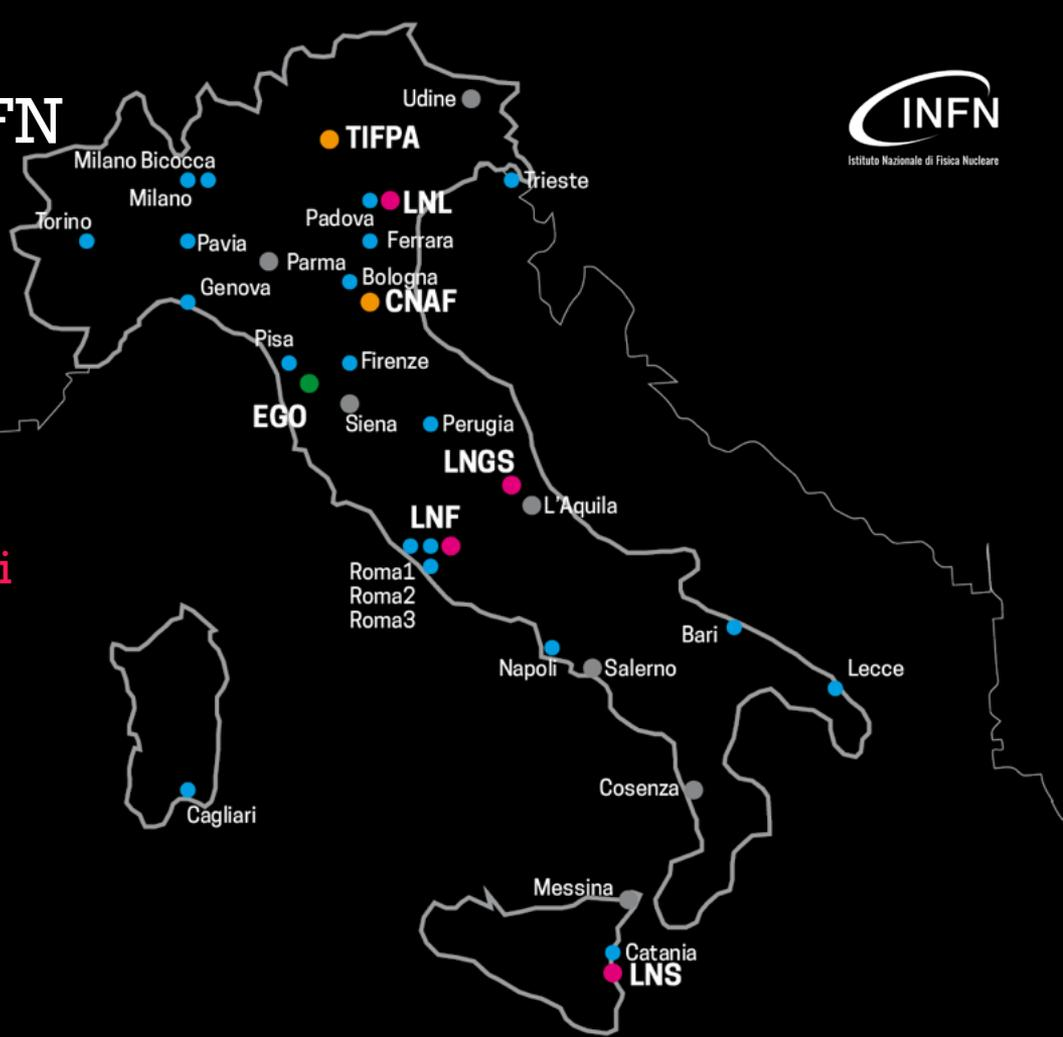 FN
INFN
Istituto Nazionale di Fisica Nucleare
Udine
TIFPA
Milano Bicocca
Milano
Trieste
LNL
Padova
Torino
Pavia
Ferrara
Parma
Bologna
Genova
CNAF
Pisa
Firenze
EGO
Siena
Perugia
LNGS
L'Aquila
LNF
i
Roma1
Roma2
Roma3
Bari
Napoli
Salerno
Lecce
Cosenza
Cagliari
Messina
Catania
LNS